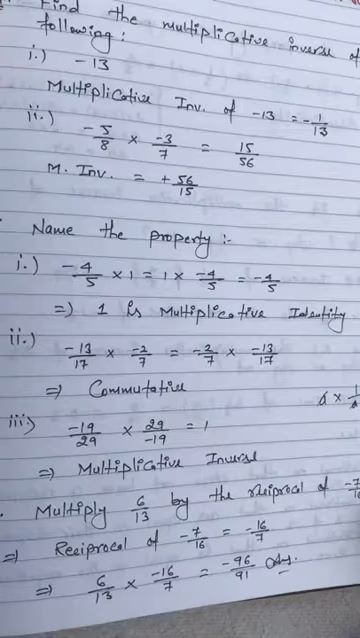 Find the multiplicative inverse of
following :
i.) -13
Multiplicative Inv. of -13 = -1/13
ii.) -5/8 × -3/7 = 15/56
M. Inv. = + 56/15
Name the property :-
i.) -4/5 × 1 = 1 × -4/5 = -4/5
⇒ 1 is Multiplicative Identity
ii.) -13/17 × -2/7 = -2/7 × -13/17
⇒ Commutative
iii) -19/29 × 29/-19 = 1
⇒ Multiplicative Inverse
Multiply 6/13 by the reciprocal of -7/16
⇒ Reciprocal of -7/16 = -16/7
⇒ 6/13 × -16/7 = -96/91 Ans.